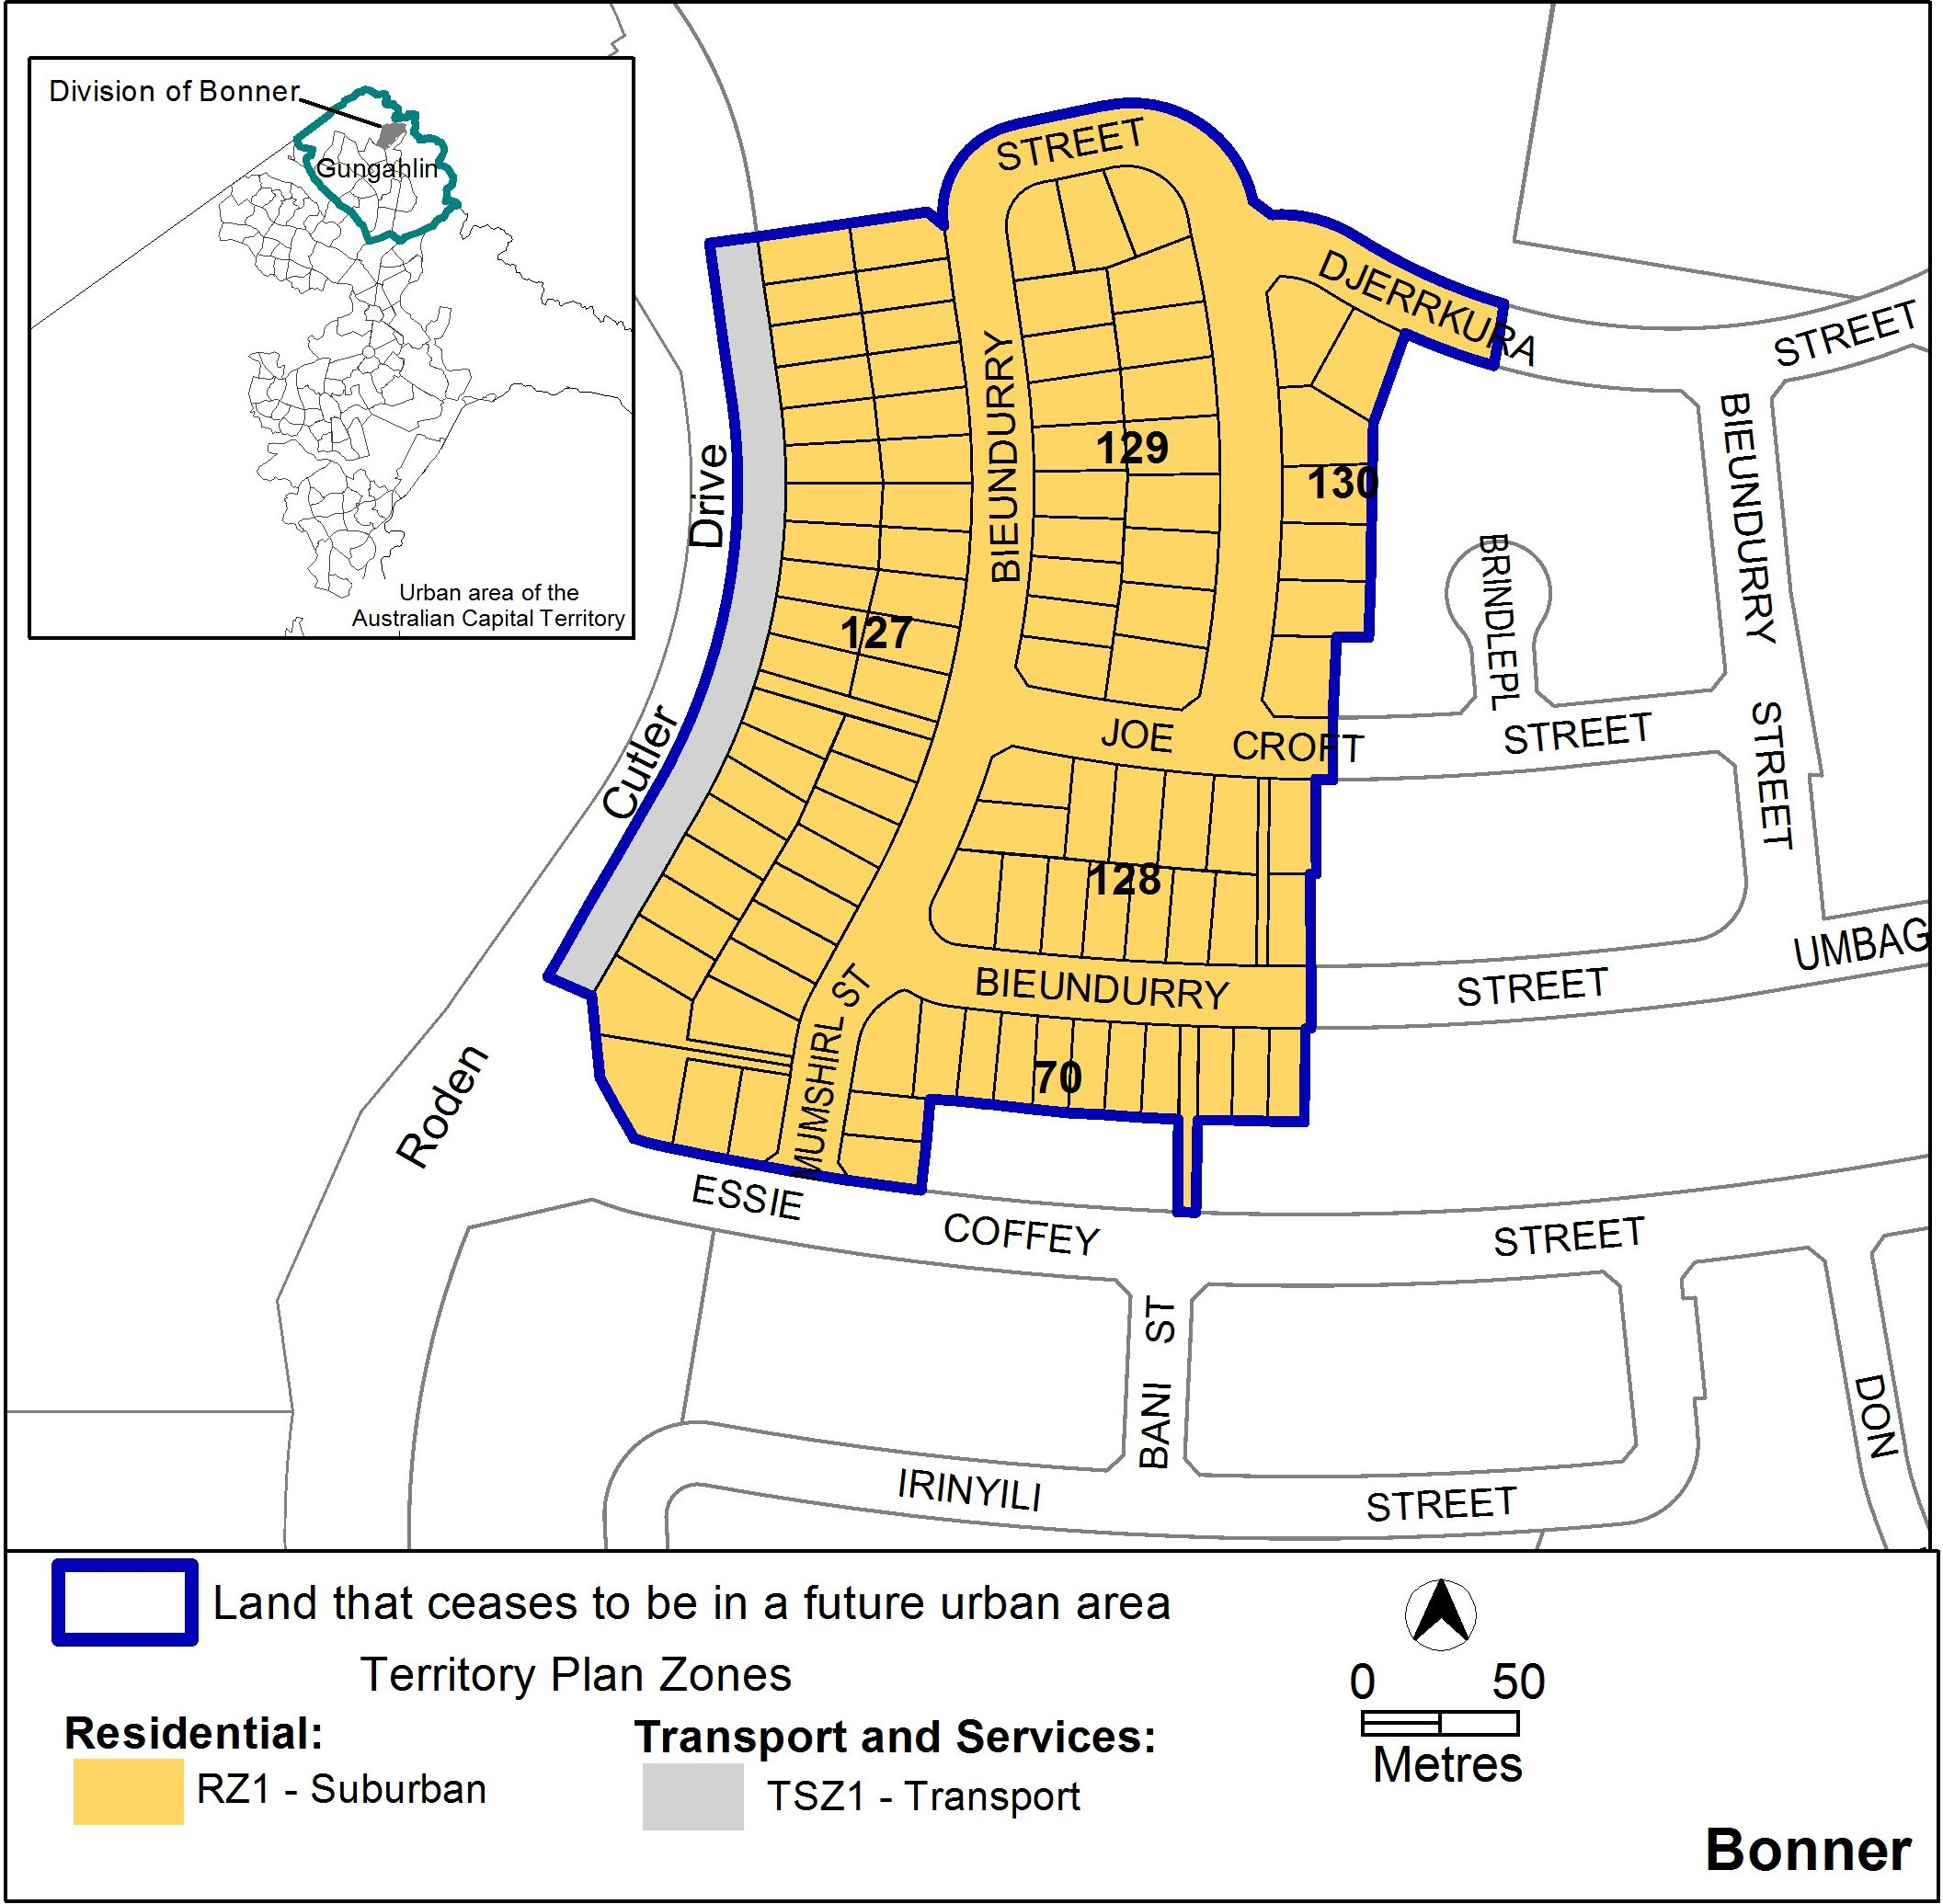 Division of Bonner
Gungahlin
Urban area of the
Australian Capital Territory
STREET
DJERRKURA
STREET
BIEUNDURRY
129
130
Drive
BIEUNDURRY
BRINDLEPL
127
Cutler
JOE
CROFT
STREET
STREET
128
UMBAG
BIEUNDURRY
STREET
MUMSHIRL ST
70
Roden
ESSIE
COFFEY
STREET
BANI ST
DON
IRINYILI
STREET
Land that ceases to be in a future urban area
Territory Plan Zones
Residential:
RZ1 - Suburban
Transport and Services:
TSZ1 - Transport
0 50
Metres
Bonner